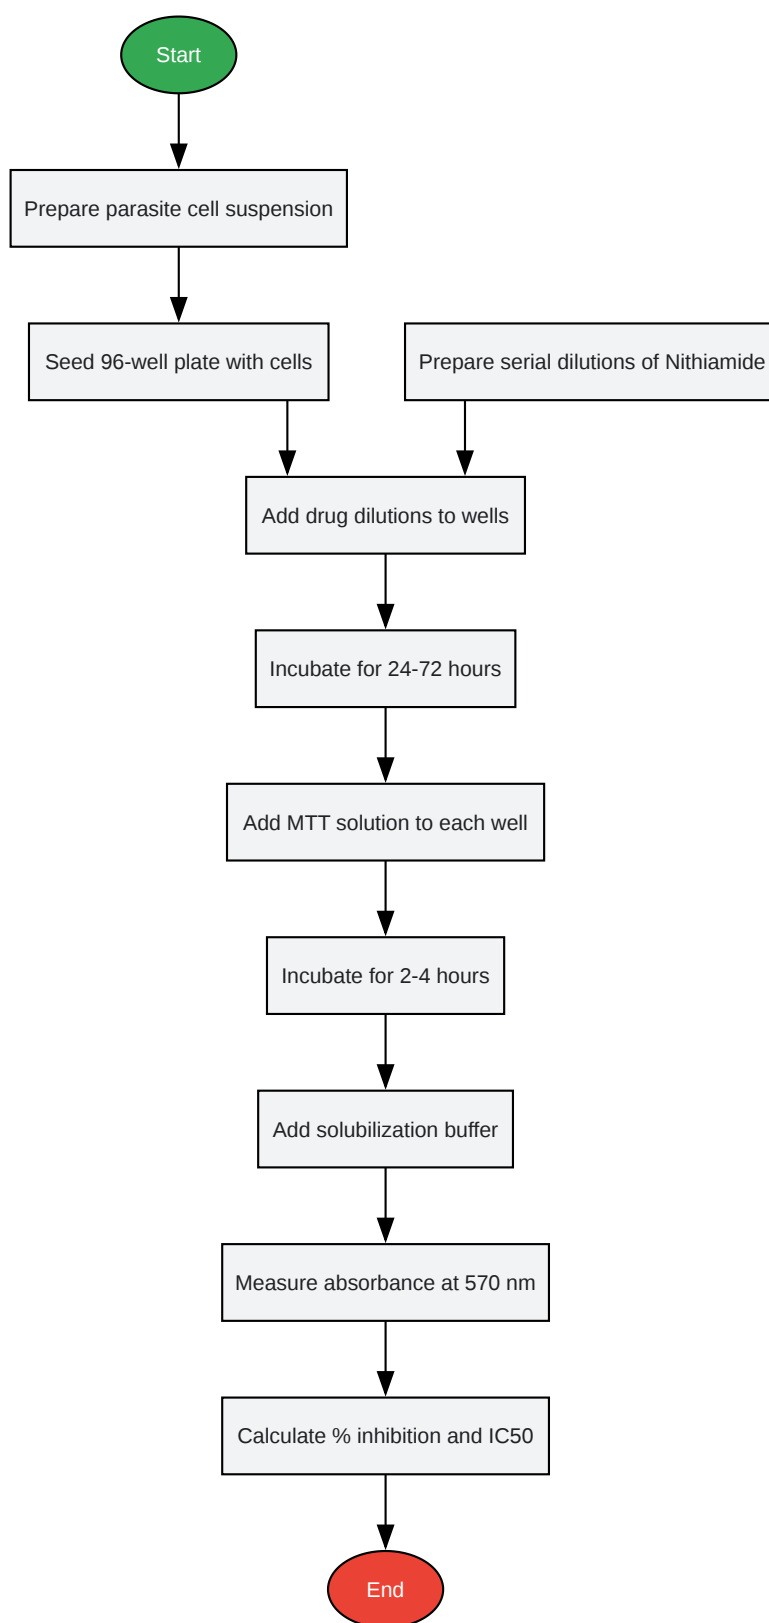 Start
Prepare parasite cell suspension
Seed 96-well plate with cells
Prepare serial dilutions of Nithiamide
Add drug dilutions to wells
Incubate for 24-72 hours
Add MTT solution to each well
Incubate for 2-4 hours
Add solubilization buffer
Measure absorbance at 570 nm
Calculate % inhibition and IC50
End